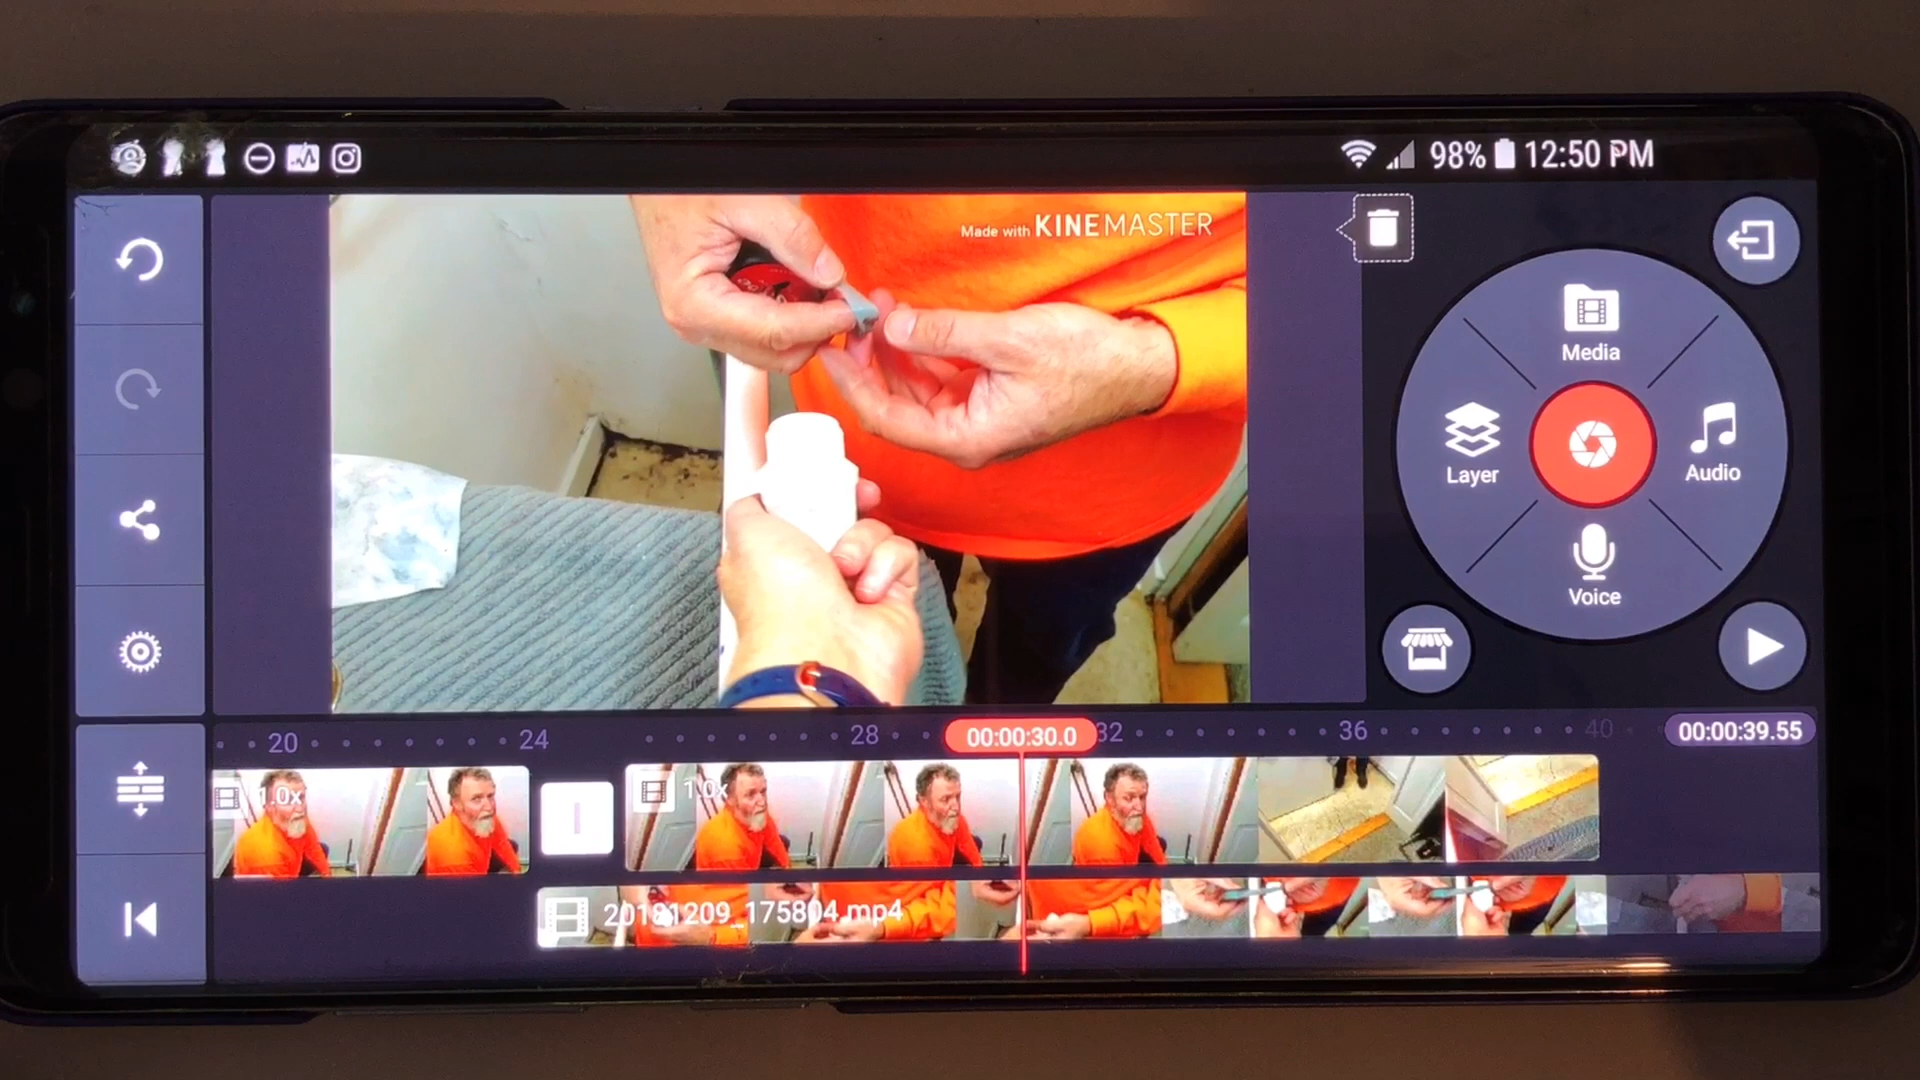 98% 12:50 PM
Made with KINEMASTER
Media
Layer
Audio
Voice
20
24
28
00:00:30.0
32
36
40
00:00:39.55
1.0x
1.0x
20181209_175804.mp4